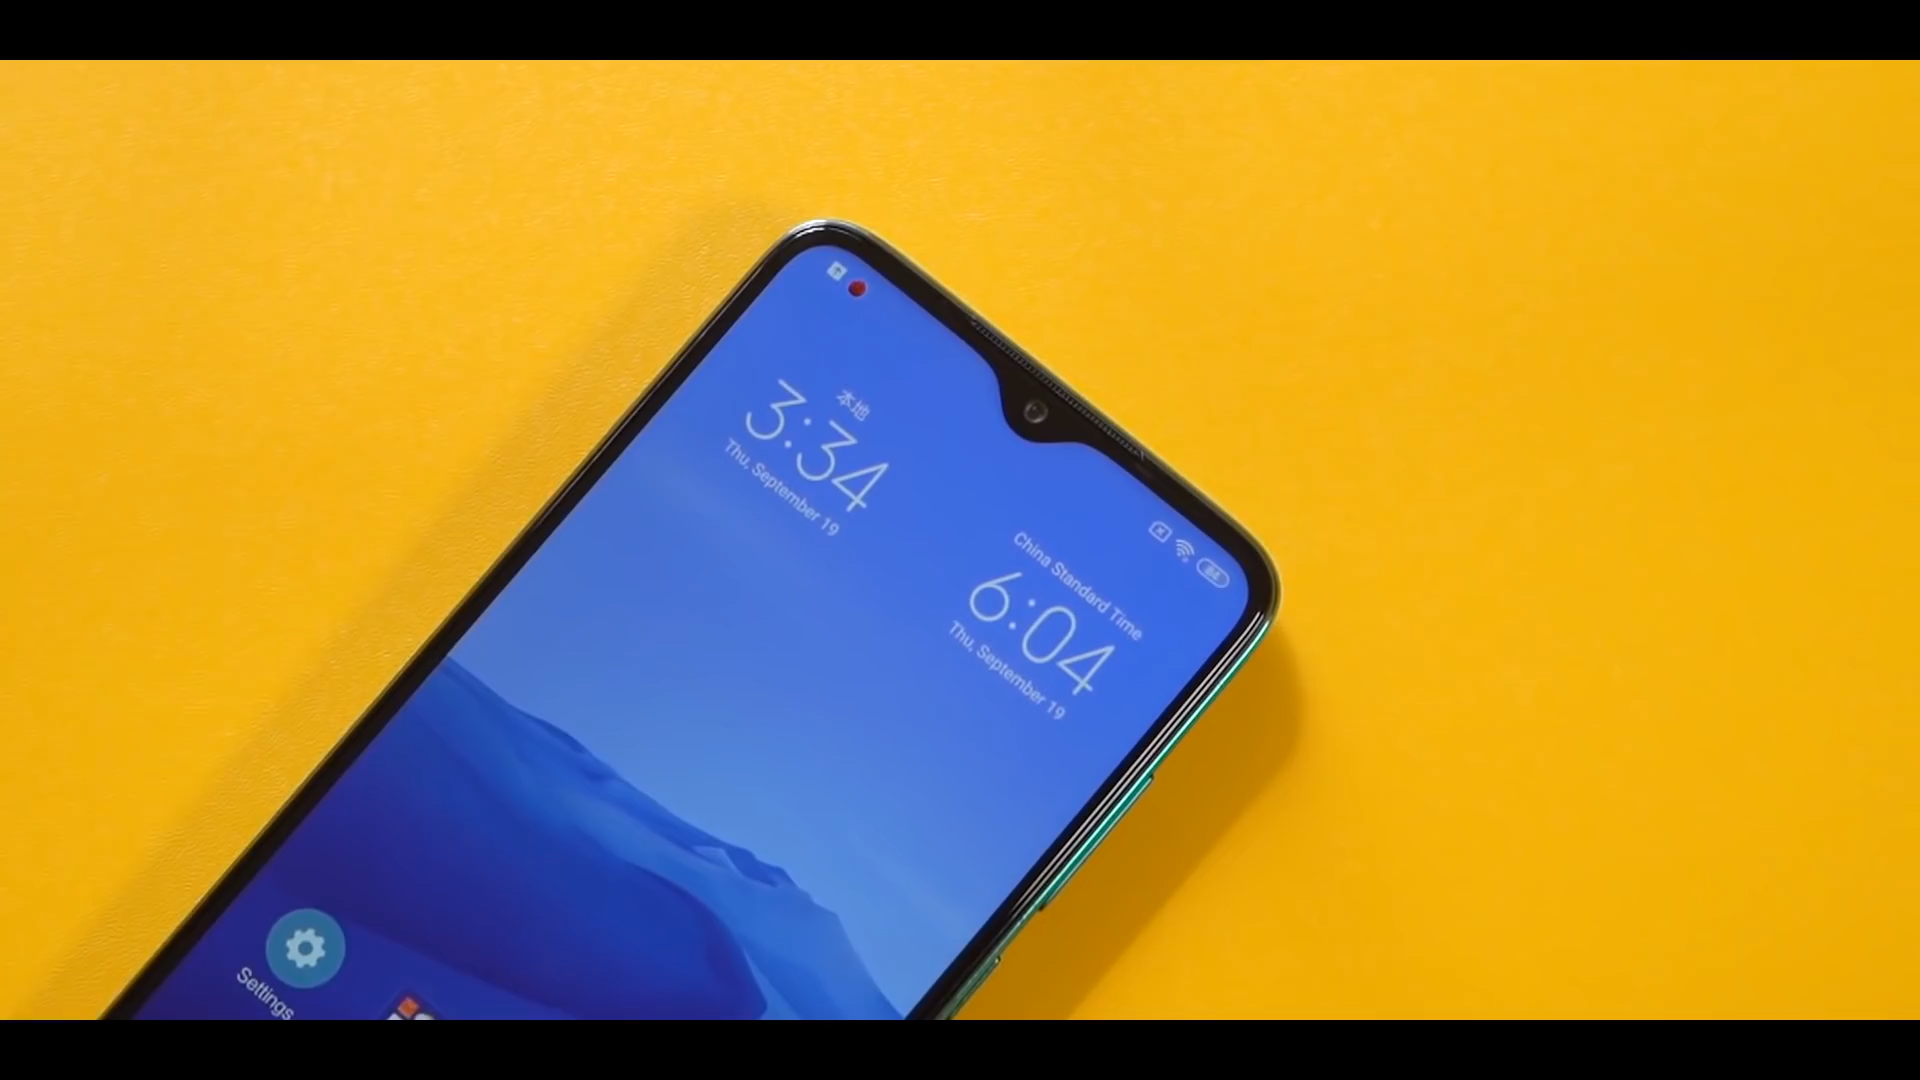 本地
3:34
Thu, September 19
China Standard Time
6:04
Thu, September 19
Settings